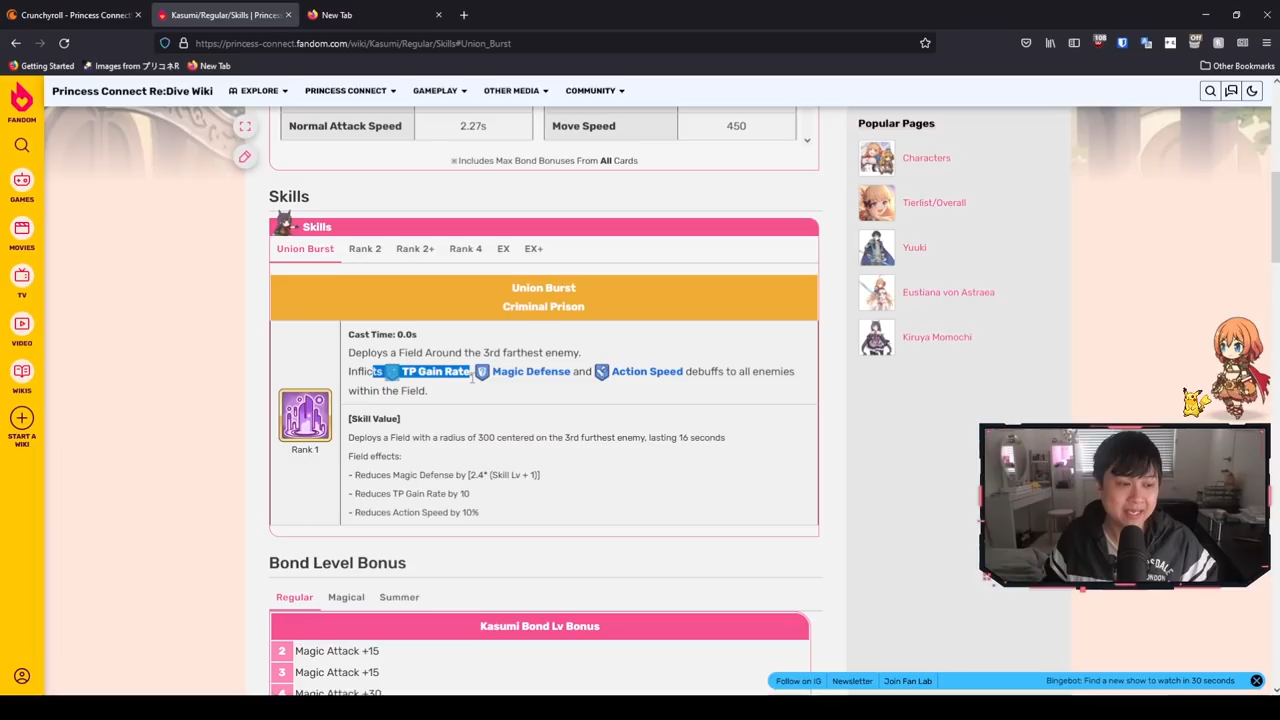 Crunchyroll - Princess Connect!
Kasumi/Regular/Skills | Princess
New Tab
https://princess-connect.fandom.com/wiki/Kasumi/Regular/Skills#Union_Burst
108
Off
Getting Started
Images from プリコネR
New Tab
Other Bookmarks
FANDOM
GAMES
MOVIES
TV
VIDEO
WIKIS
START A
WIKI
Princess Connect Re:Dive Wiki
EXPLORE
PRINCESS CONNECT
GAMEPLAY
OTHER MEDIA
COMMUNITY
Normal Attack Speed
2.27s
Move Speed
450
※Includes Max Bond Bonuses From All Cards
Skills
Skills
Union Burst
Rank 2
Rank 2+
Rank 4
EX
EX+
Union Burst
Criminal Prison
Rank 1
Cast Time: 0.0s
Deploys a Field Around the 3rd farthest enemy.
Inflicts TP Gain Rate, Magic Defense and Action Speed debuffs to all enemies
within the Field.
[Skill Value]
Deploys a Field with a radius of 300 centered on the 3rd furthest enemy, lasting 16 seconds
Field effects:
- Reduces Magic Defense by [2.4* (Skill Lv + 1)]
- Reduces TP Gain Rate by 10
- Reduces Action Speed by 10%
Bond Level Bonus
Regular
Magical
Summer
Kasumi Bond Lv Bonus
2 Magic Attack +15
3 Magic Attack +15
4 Magic Attack +30
Popular Pages
Characters
Tierlist/Overall
Yuuki
Eustiana von Astraea
Kiruya Momochi
LONDON
Follow on IG
Newsletter
Join Fan Lab
Bingebot: Find a new show to watch in 30 seconds